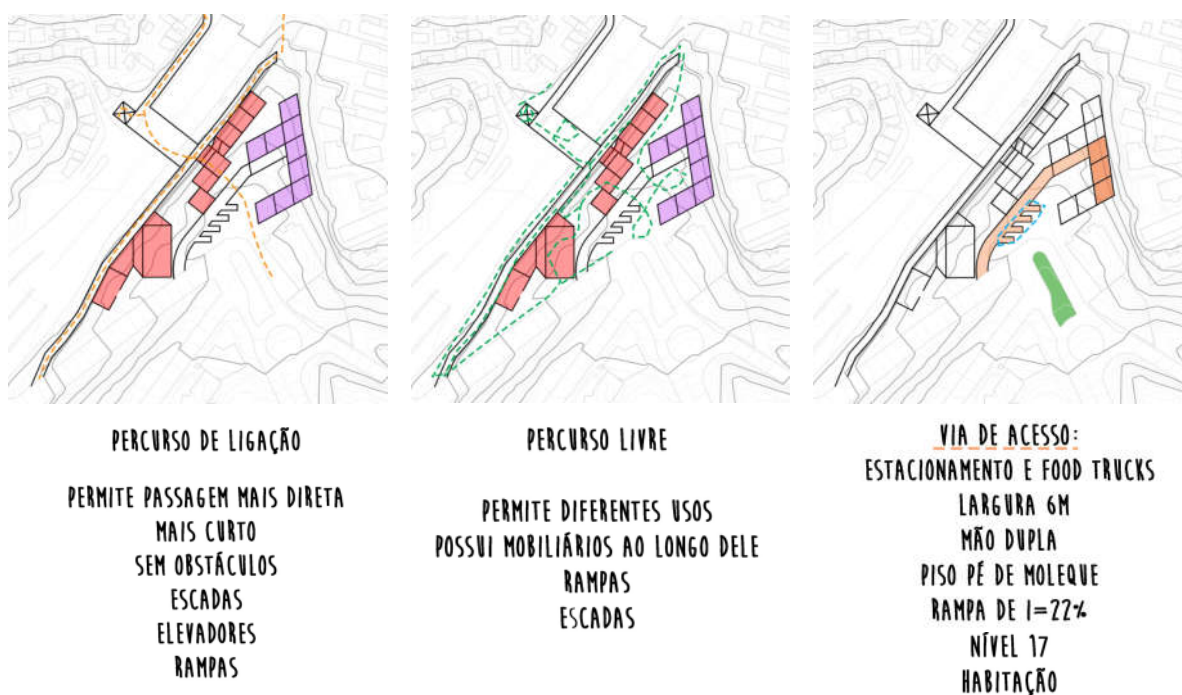 PERCURSO DE LIGAÇÃO
PERMITE PASSAGEM MAIS DIRETA
MAIS CURTO
SEM OBSTÁCULOS
ESCADAS
ELEVADORES
RAMPAS
PERCURSO LIVRE
PERMITE DIFERENTES USOS
POSSUI MOBILIÁRIOS AO LONGO DELE
RAMPAS
ESCADAS
VIA DE ACESSO:
ESTACIONAMENTO E FOOD TRUCKS
LARGURA 6M
MÃO DUPLA
PISO PÉ DE MOLEQUE
RAMPA DE I=22%
NÍVEL 17
HABITAÇÃO